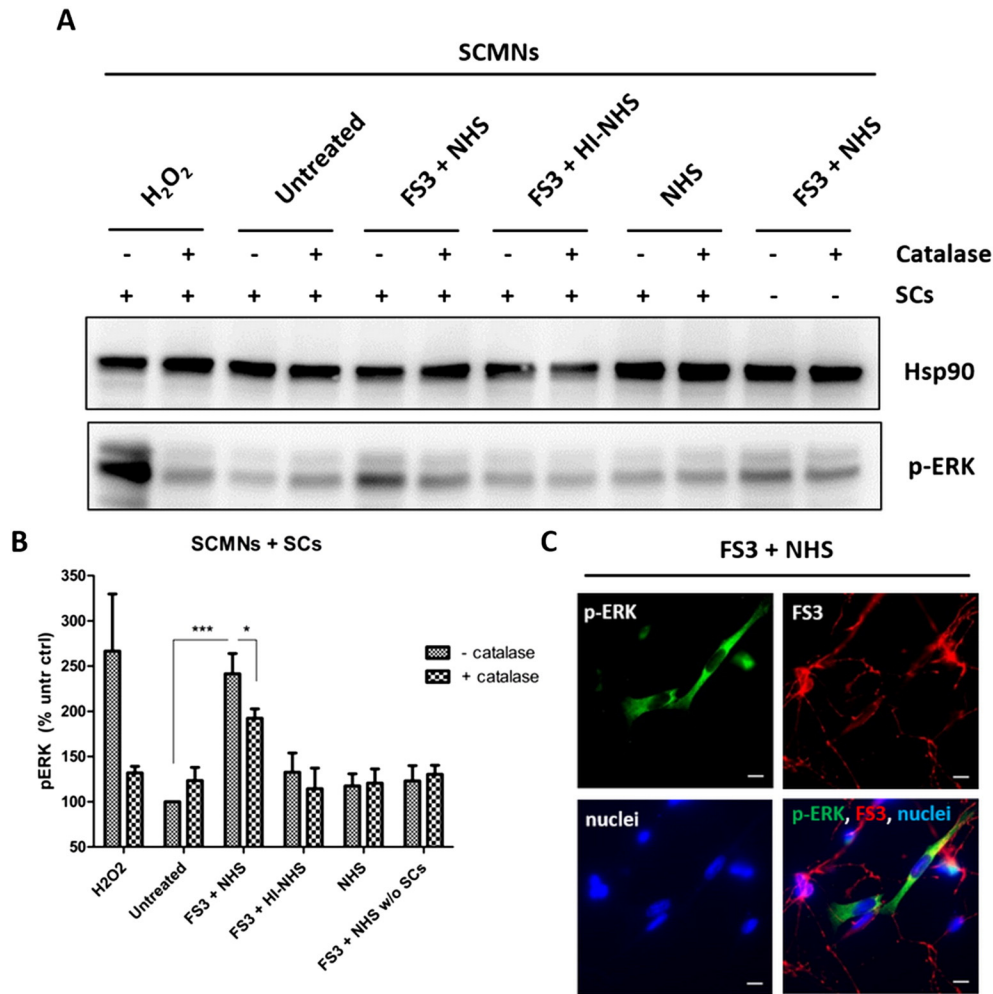 A
SCMNs
H₂O₂ Untreated FS3 + NHS FS3 + HI-NHS NHS FS3 + NHS
- + - + - + - + - + - + Catalase
+ + + + + + + + + + - - SCs
Hsp90
p-ERK
B
SCMNs + SCs
pERK (% untr ctrl)
350
300
250
200
150
100
50
*** *
- catalase
+ catalase
H2O2 Untreated FS3 + NHS FS3 + HI-NHS NHS FS3 + NHS w/o SCs
C
FS3 + NHS
p-ERK FS3
nuclei p-ERK, FS3, nuclei